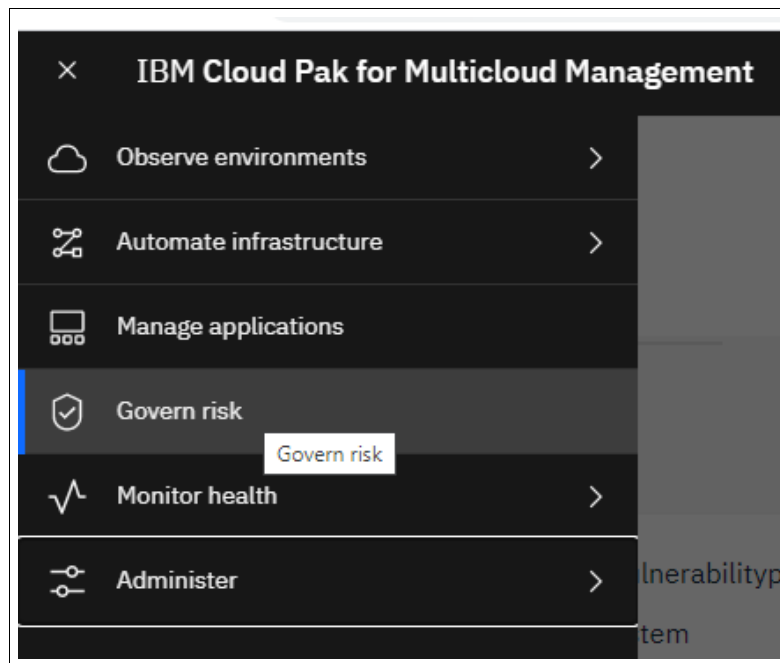 IBM Cloud Pak for Multicloud Management
Observe environments
Automate infrastructure
Manage applications
Govern risk
Govern risk
Monitor health
Administer